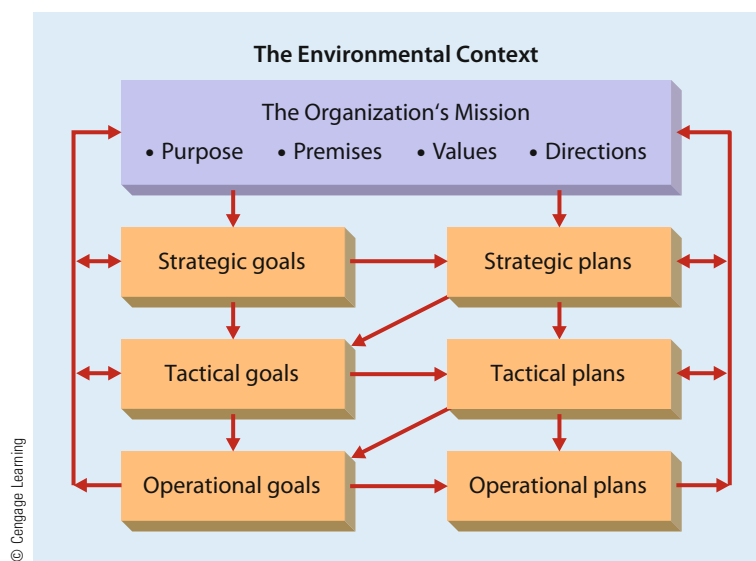 The Environmental Context
The Organization‘s Mission
• Purpose • Premises • Values • Directions
Strategic goals
Strategic plans
Tactical goals
Tactical plans
Operational goals
Operational plans
© Cengage Learning